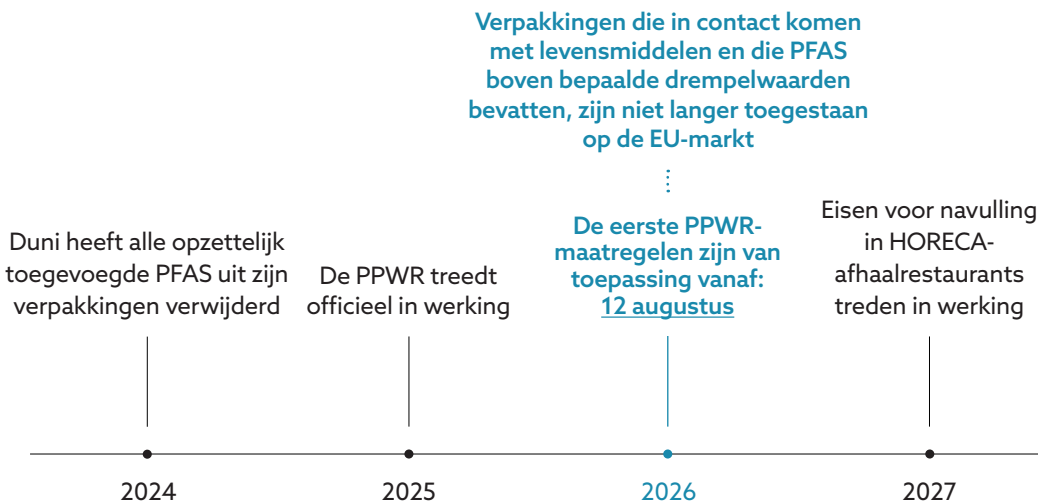 Verpakkingen die in contact komen
met levensmiddelen en die PFAS
boven bepaalde drempelwaarden
bevatten, zijn niet langer toegestaan
op de EU-markt
Duni heeft alle opzettelijk
toegevoegde PFAS uit zijn
verpakkingen verwijderd
De PPWR treedt
officieel in werking
De eerste PPWR-
maatregelen zijn van
toepassing vanaf:
12 augustus
Eisen voor navulling
in HORECA-
afhaalrestaurants
treden in werking
2024
2025
2026
2027